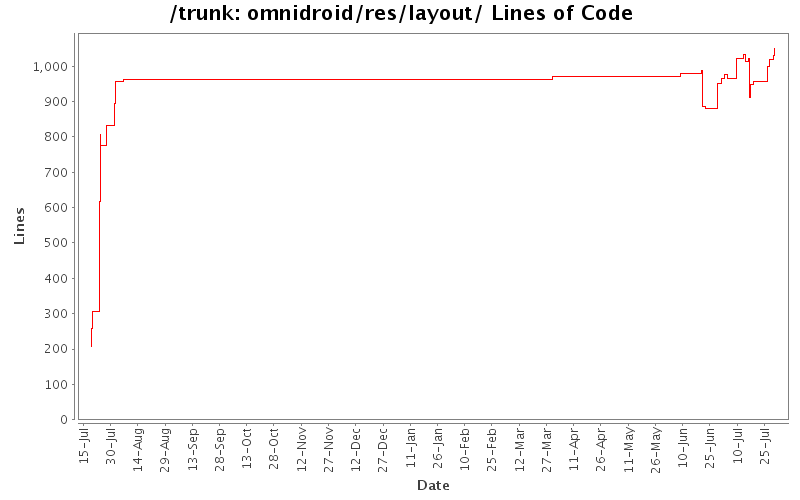 /trunk: omnidroid/res/layout/ Lines of Code
1,000
900
800
700
600
500
400
300
200
100
0
Lines
15-Jul
30-Jul
14-Aug
29-Aug
13-Sep
28-Sep
13-Oct
28-Oct
12-Nov
27-Nov
12-Dec
27-Dec
11-Jan
26-Jan
10-Feb
25-Feb
12-Mar
27-Mar
11-Apr
26-Apr
11-May
26-May
10-Jun
25-Jun
10-Jul
25-Jul
Date